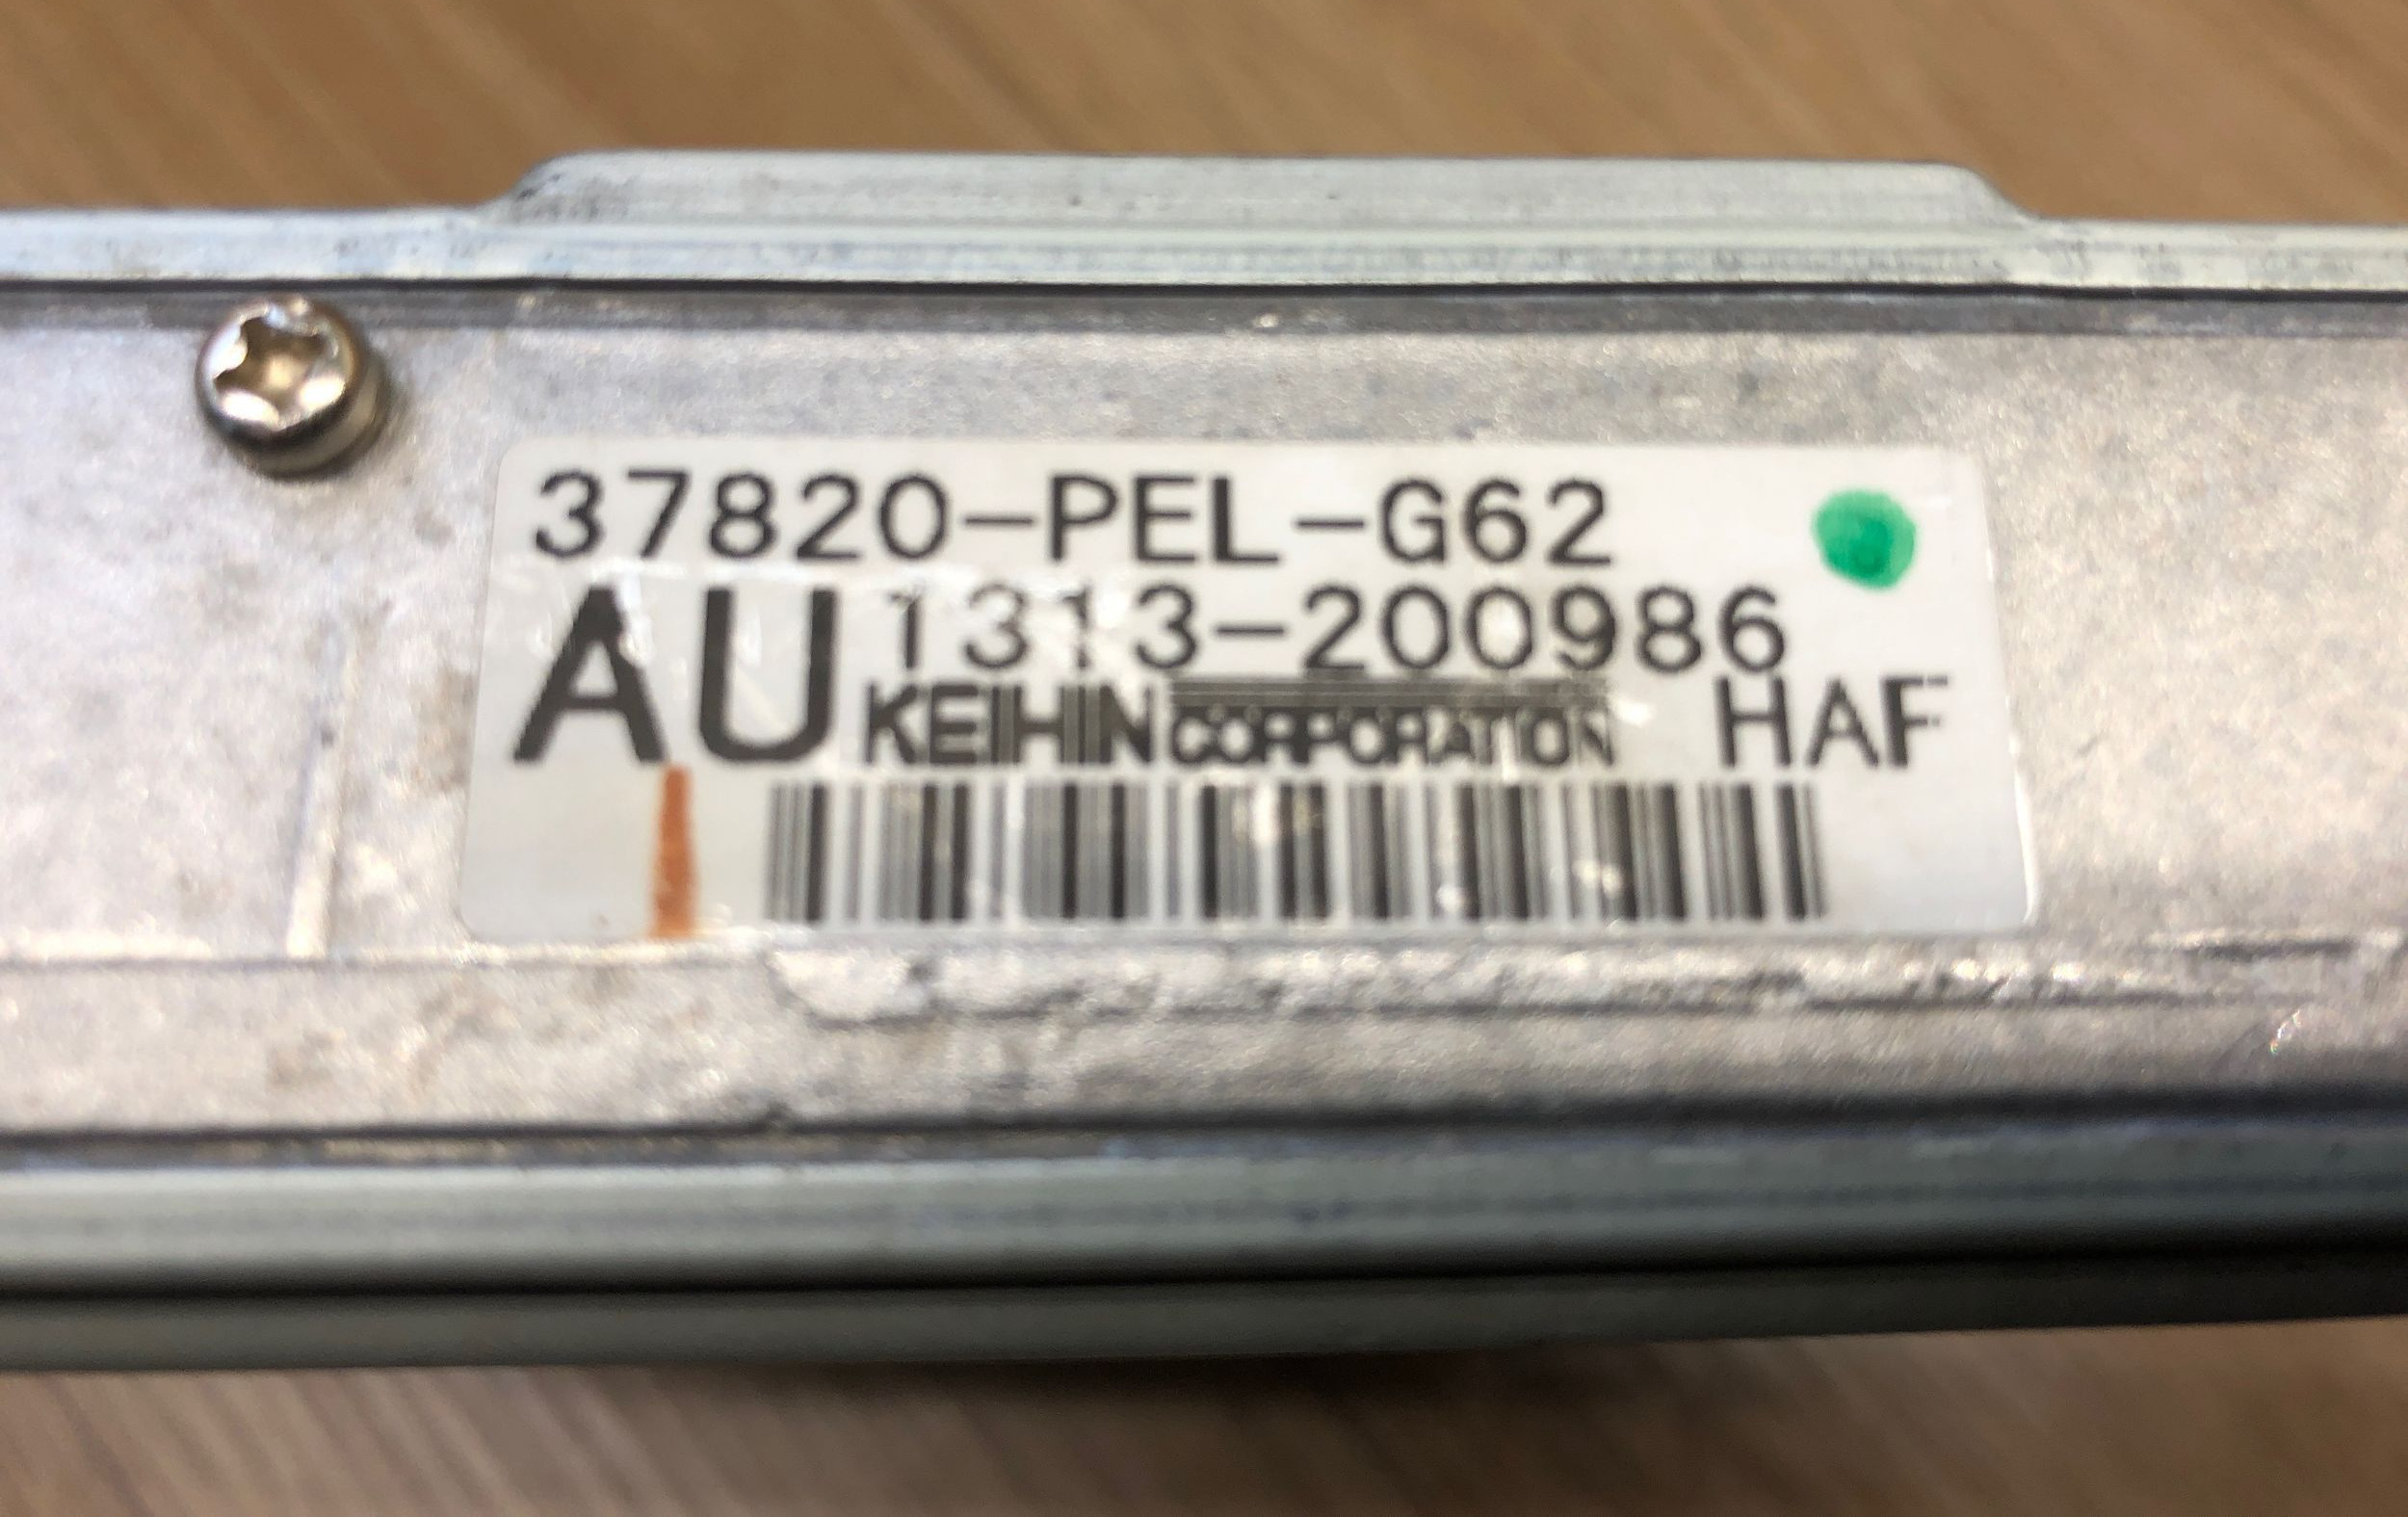 37820-PEL-G62
AU 1313-200986
KEIHIN CORPORATION HAF